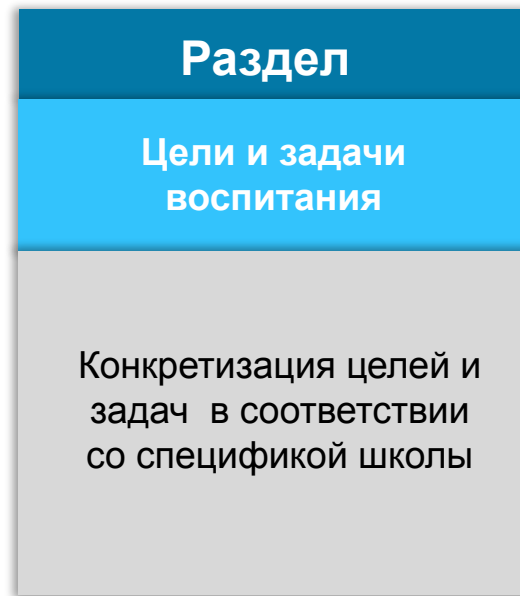 Раздел
Цели и задачи
воспитания
Конкретизация целей и
задач в соответствии
со спецификой школы